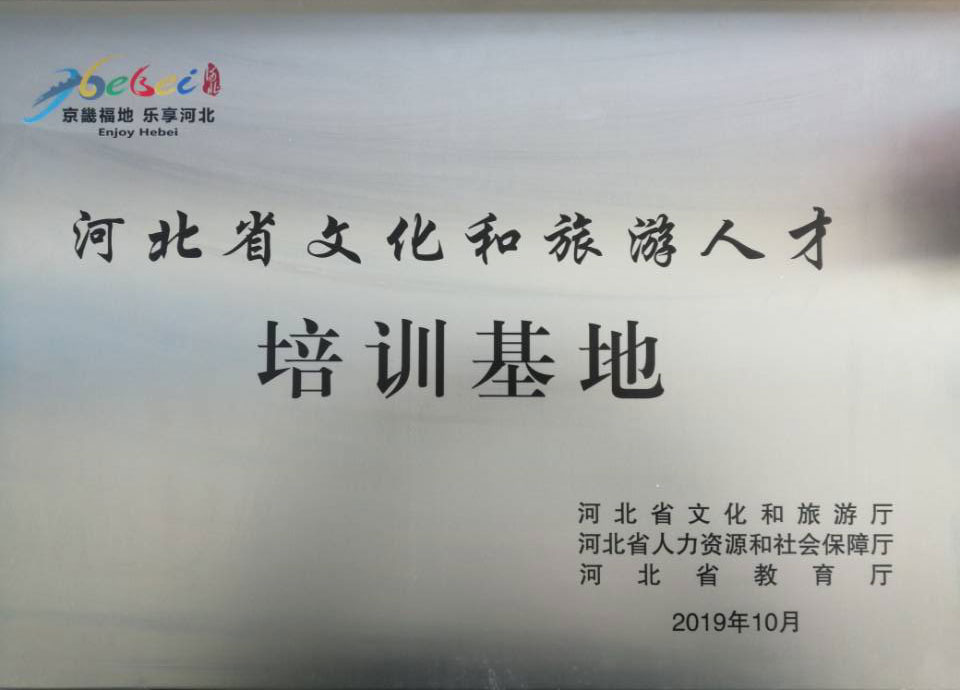 Hebei 河北
京畿福地 乐享河北
Enjoy Hebei
河北省文化和旅游人才
培训基地
河北省文化和旅游厅
河北省人力资源和社会保障厅
河北省教育厅
2019年10月